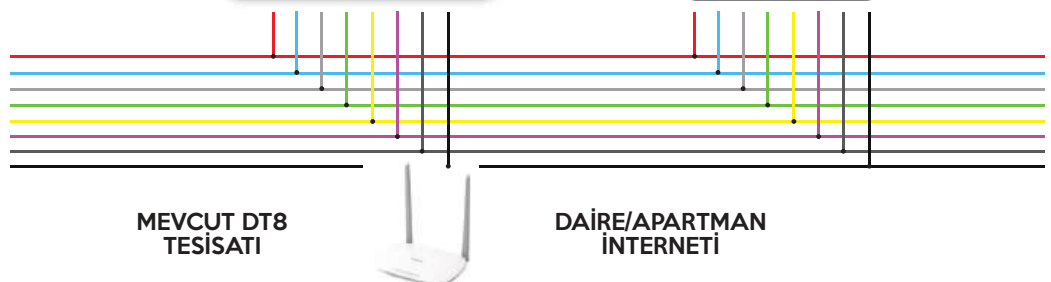 MEVCUT DT8
TESİSATI
DAİRE/APARTMAN
İNTERNETİ